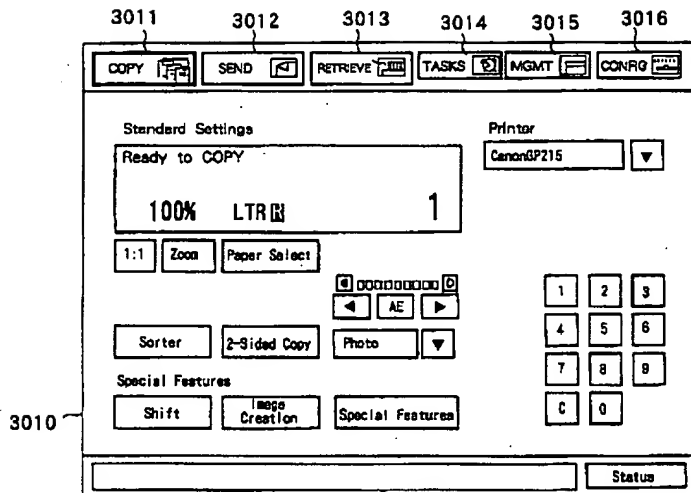 3011 3012 3013 3014 3015 3016
COPY SEND RETRIEVE TASKS MGMT CONFIG
Standard Settings Printer
Ready to COPY CanonGP215
100% LTR R 1
1:1 Zoom Paper Select
1 2 3
AE
4 5 6
Sorter 2-Sided Copy Photo
7 8 9
Special Features
C 0
Shift Image Creation Special Features
3010
Status